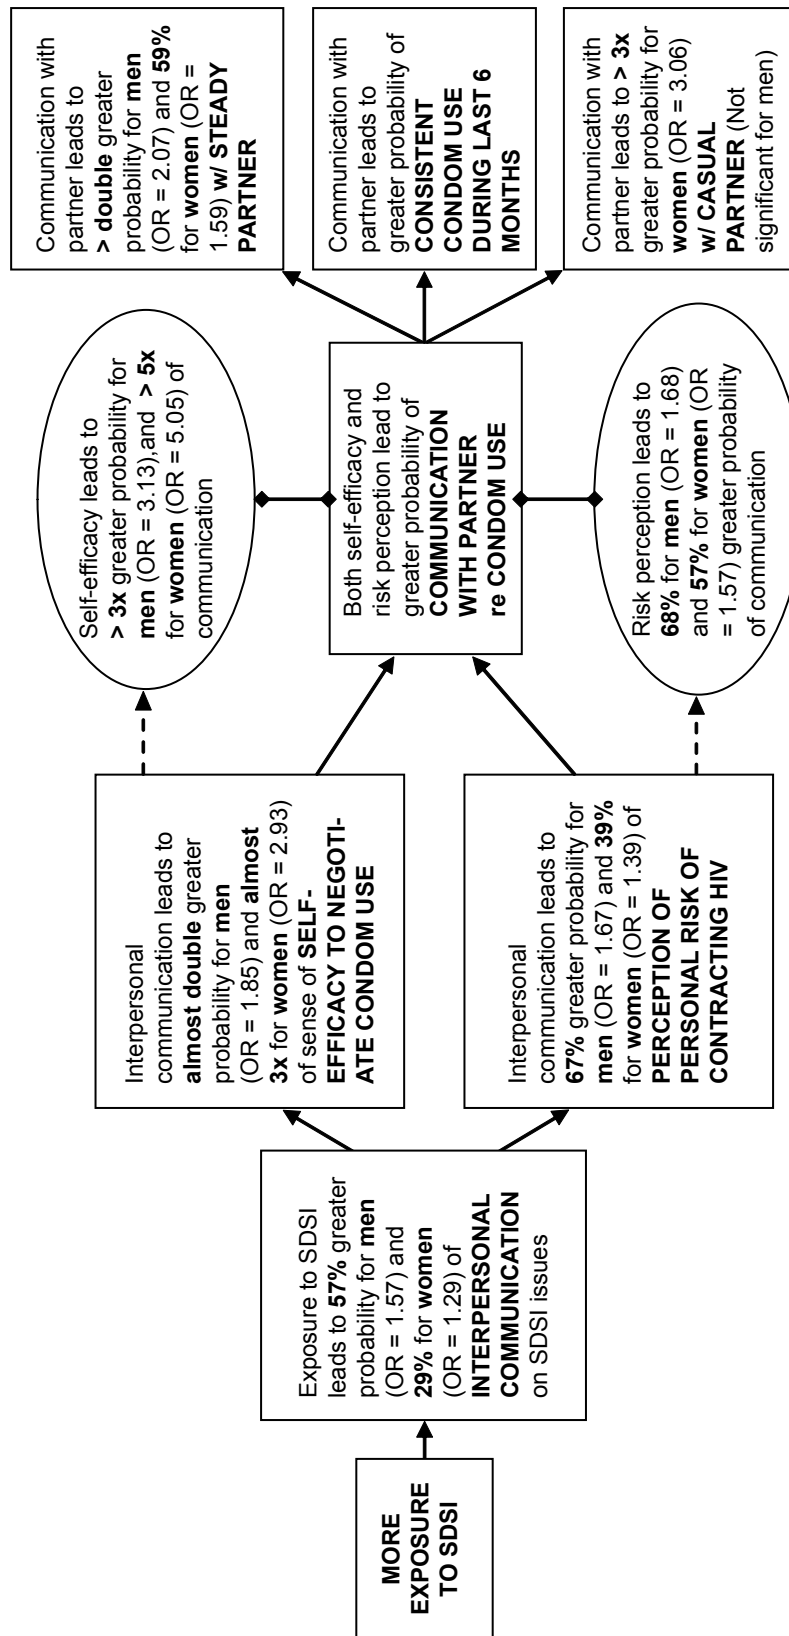 MORE
EXPOSURE
TO SDSI
Exposure to SDSI
leads to 57% greater
probability for men
(OR = 1.57) and
29% for women
(OR = 1.29) of
INTERPERSONAL
COMMUNICATION
on SDSI issues
Interpersonal
communication leads to
almost double greater
probability for men
(OR = 1.85) and almost
3x for women (OR = 2.93)
of sense of SELF-
EFFICACY TO NEGOTI-
ATE CONDOM USE
Interpersonal
communication leads to
67% greater probability for
men (OR = 1.67) and 39%
for women (OR = 1.39) of
PERCEPTION OF
PERSONAL RISK OF
CONTRACTING HIV
Self-efficacy leads to
> 3x greater probability for
men (OR = 3.13),and > 5x
for women (OR = 5.05) of
communication
Both self-efficacy and
risk perception lead to
greater probability of
COMMUNICATION
WITH PARTNER
re CONDOM USE
Risk perception leads to
68% for men (OR = 1.68)
and 57% for women (OR
= 1.57) greater probability
of communication
Communication with
partner leads to
> double greater
probability for men
(OR = 2.07) and 59%
for women (OR =
1.59) w/ STEADY
PARTNER
Communication with
partner leads to
greater probability of
CONSISTENT
CONDOM USE
DURING LAST 6
MONTHS
Communication with
partner leads to > 3x
greater probability for
women (OR = 3.06)
w/ CASUAL
PARTNER (Not
significant for men)